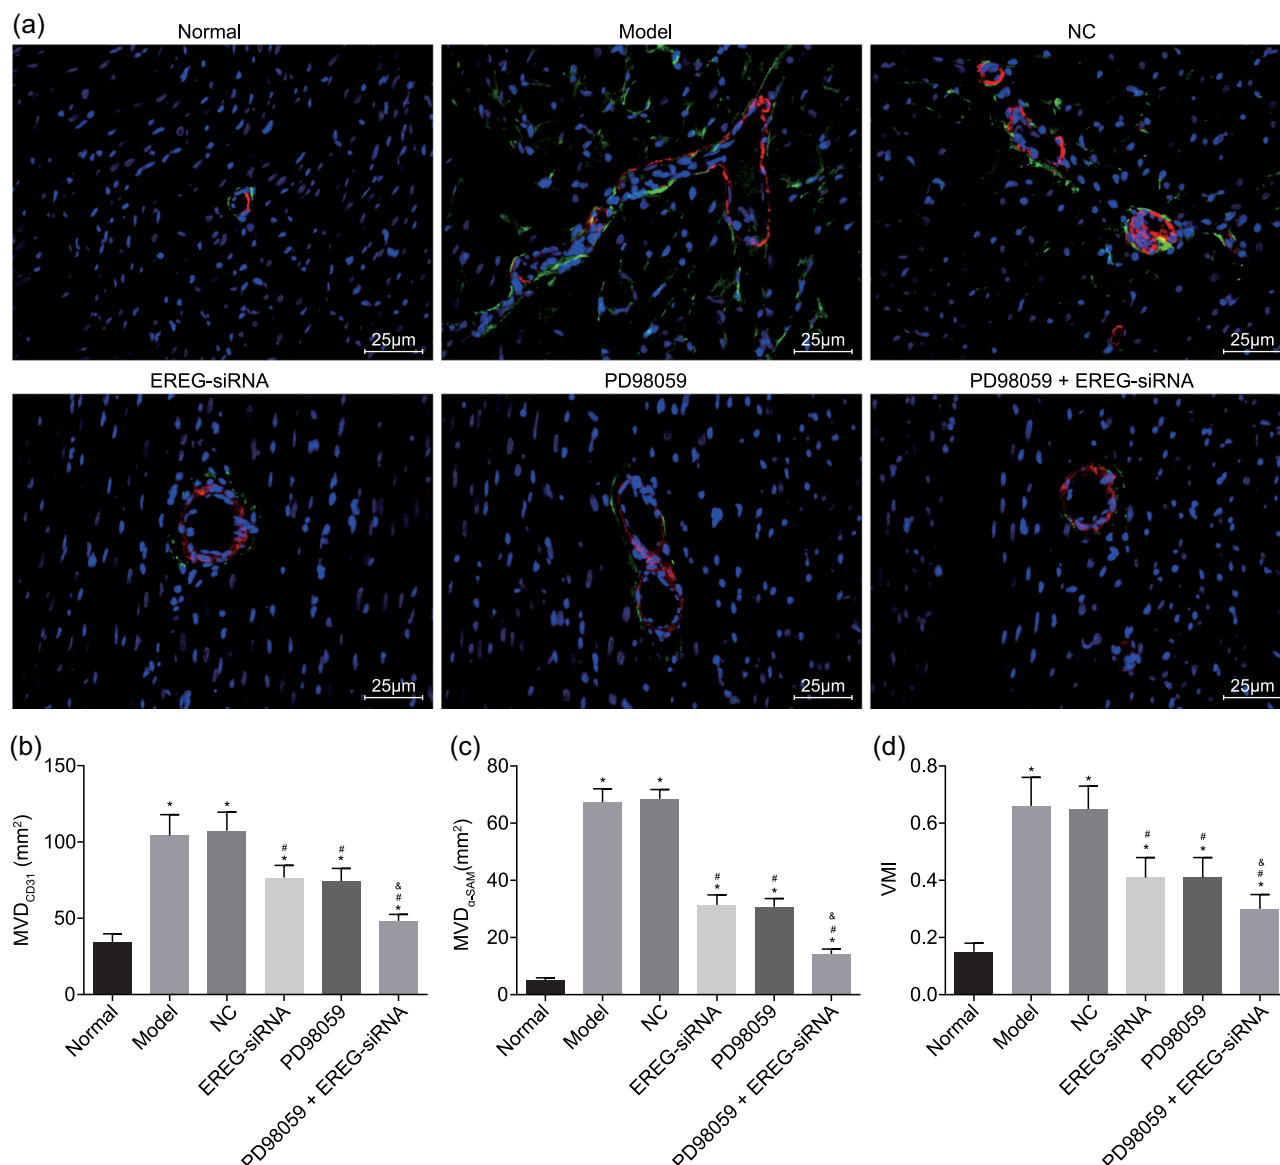 (a)
Normal
Model
NC
25μm
25μm
25μm
EREG-siRNA
PD98059
PD98059 + EREG-siRNA
25μm
25μm
25μm
(b)
MVD CD31 (mm²)
150
100
50
0
*
*
#
*
#
*
&
#
*
Normal
Model
NC
EREG-siRNA
PD98059
PD98059 + EREG-siRNA
(c)
MVD α-SAM (mm²)
80
60
40
20
0
*
*
#
*
#
*
&
#
*
Normal
Model
NC
EREG-siRNA
PD98059
PD98059 + EREG-siRNA
(d)
VMI
0.8
0.6
0.4
0.2
0.0
*
*
#
*
#
*
&
#
*
Normal
Model
NC
EREG-siRNA
PD98059
PD98059 + EREG-siRNA